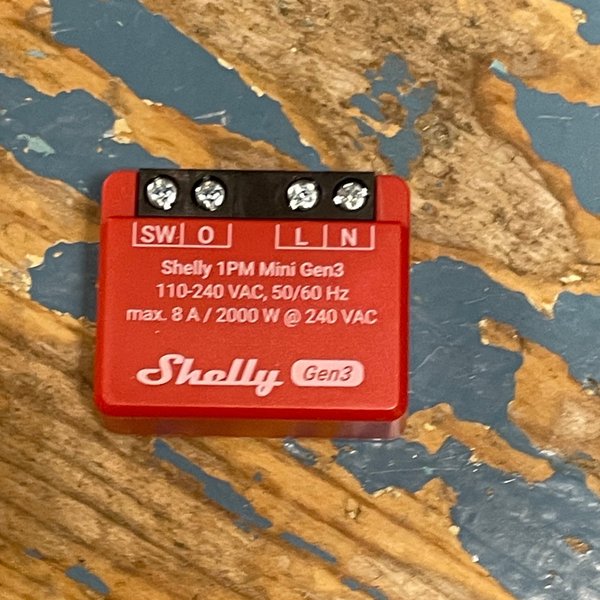 SW O L N
Shelly 1PM Mini Gen3
110-240 VAC, 50/60 Hz
max. 8 A / 2000 W @ 240 VAC
Shelly Gen3